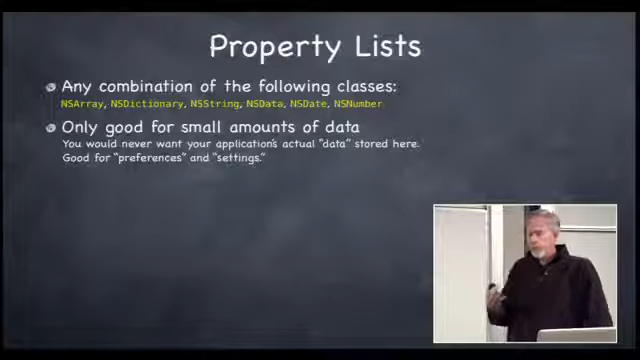 Property Lists
Any combination of the following classes:
NSArray, NSDictionary, NSString, NSData, NSDate, NSNumber
Only good for small amounts of data
You would never want your application's actual "data" stored here.
Good for "preferences" and "settings."